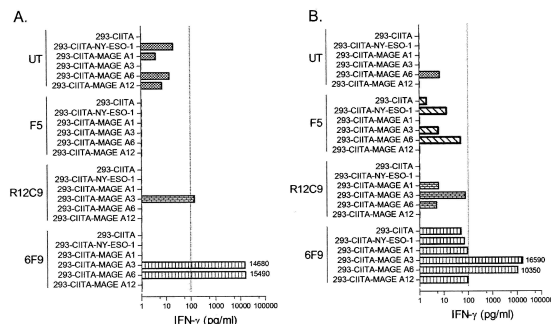 A.
UT
293-CIITA
293-CIITA-NY-ESO-1
293-CIITA-MAGE A1
293-CIITA-MAGE A3
293-CIITA-MAGE A6
293-CIITA-MAGE A12
F5
293-CIITA
293-CIITA-NY-ESO-1
293-CIITA-MAGE A1
293-CIITA-MAGE A3
293-CIITA-MAGE A6
293-CIITA-MAGE A12
R12C9
293-CIITA
293-CIITA-NY-ESO-1
293-CIITA-MAGE A1
293-CIITA-MAGE A3
293-CIITA-MAGE A6
293-CIITA-MAGE A12
6F9
293-CIITA
293-CIITA-NY-ESO-1
293-CIITA-MAGE A1
293-CIITA-MAGE A3 14680
293-CIITA-MAGE A6 15490
293-CIITA-MAGE A12
1 10 100 1000 10000 100000
IFN-γ (pg/ml)
B.
UT
293-CIITA
293-CIITA-NY-ESO-1
293-CIITA-MAGE A1
293-CIITA-MAGE A3
293-CIITA-MAGE A6
293-CIITA-MAGE A12
F5
293-CIITA
293-CIITA-NY-ESO-1
293-CIITA-MAGE A1
293-CIITA-MAGE A3
293-CIITA-MAGE A6
293-CIITA-MAGE A12
R12C9
293-CIITA
293-CIITA-NY-ESO-1
293-CIITA-MAGE A1
293-CIITA-MAGE A3
293-CIITA-MAGE A6
293-CIITA-MAGE A12
6F9
293-CIITA
293-CIITA-NY-ESO-1
293-CIITA-MAGE A1
293-CIITA-MAGE A3 16590
293-CIITA-MAGE A6 10350
293-CIITA-MAGE A12
1 10 100 1000 10000 100000
IFN-γ (pg/ml)